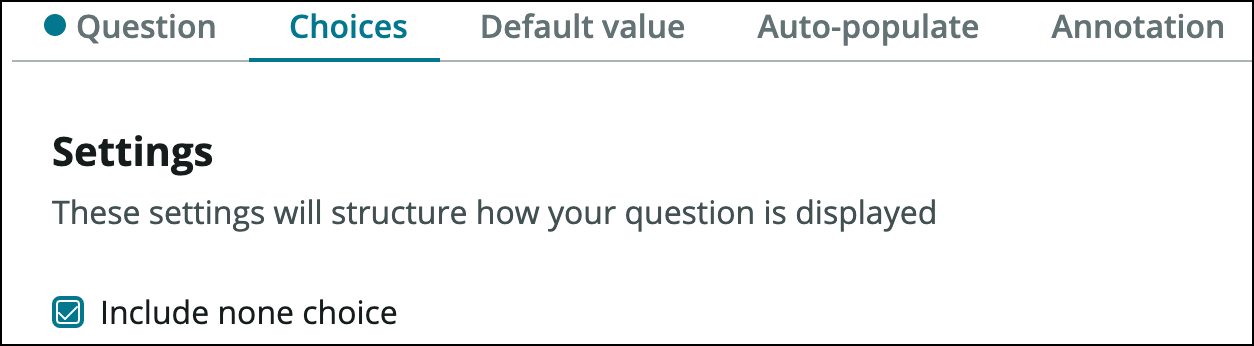 Question Choices Default value Auto-populate Annotation
Settings
These settings will structure how your question is displayed
Include none choice